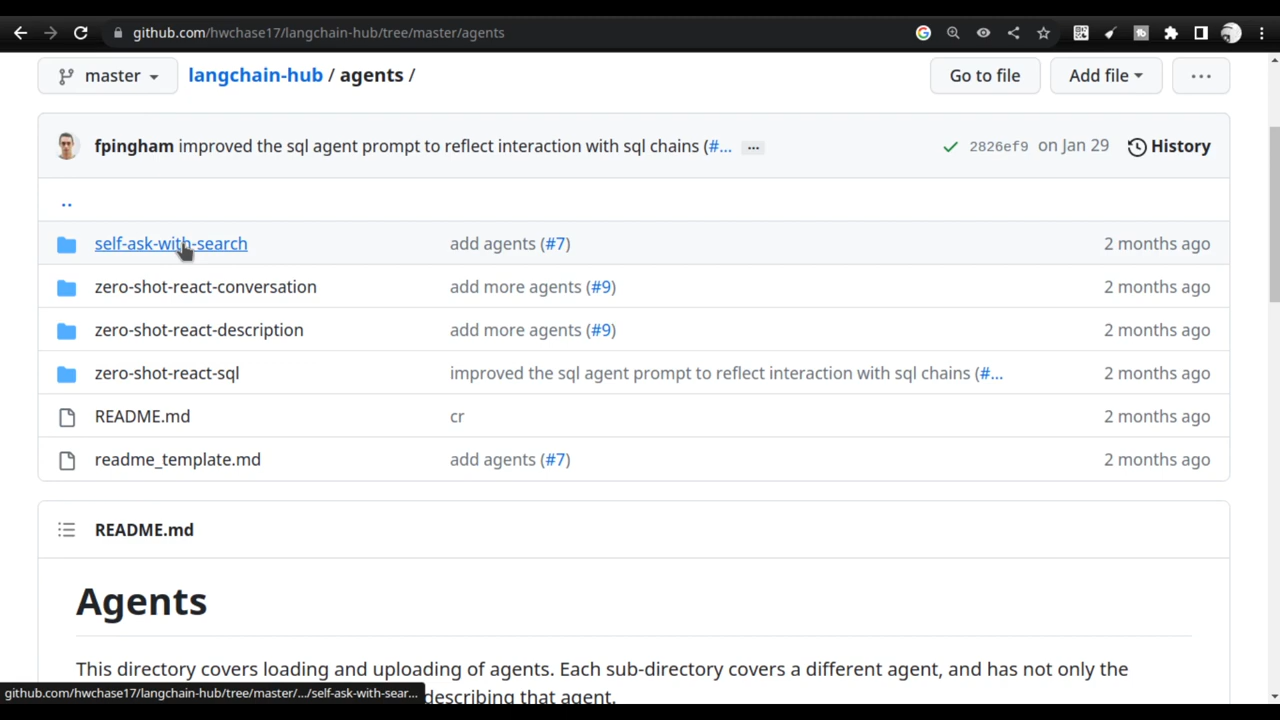 github.com/hwchase17/langchain-hub/tree/master/agents
master langchain-hub / agents / Go to file Add file ...
fpingham improved the sql agent prompt to reflect interaction with sql chains (#... ... 2826ef9 on Jan 29 History
..
self-ask-with-search add agents (#7) 2 months ago
zero-shot-react-conversation add more agents (#9) 2 months ago
zero-shot-react-description add more agents (#9) 2 months ago
zero-shot-react-sql improved the sql agent prompt to reflect interaction with sql chains (#... 2 months ago
README.md cr 2 months ago
readme_template.md add agents (#7) 2 months ago
README.md
Agents
This directory covers loading and uploading of agents. Each sub-directory covers a different agent, and has not only the
github.com/hwchase17/langchain-hub/tree/master/.../self-ask-with-sear... describing that agent.